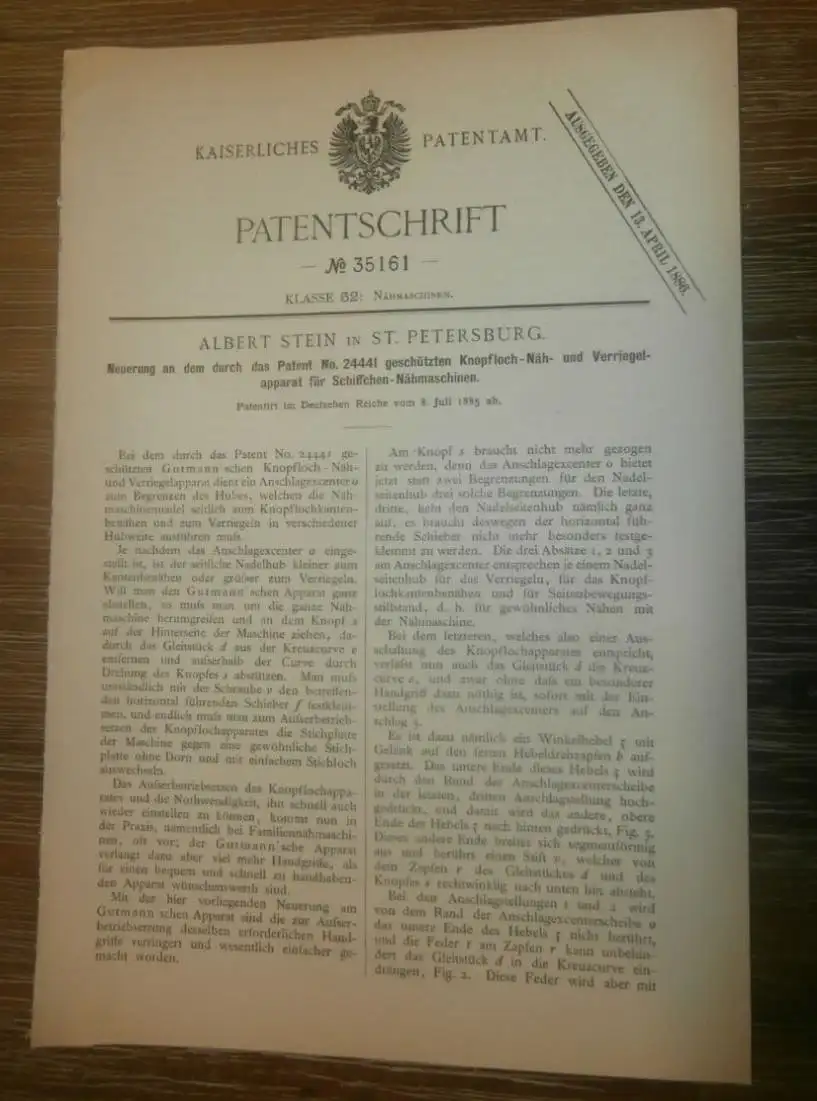 KAISERLICHES PATENTAMT.
AUSGEGEBEN DEN 13. APRIL 1886.
PATENTSCHRIFT
— № 35161 —
KLASSE 52: NÄHMASCHINEN.
ALBERT STEIN IN ST. PETERSBURG.
Neuerung an dem durch das Patent No. 24441 geschützten Knopfloch-Näh- und Verriegel-
apparat für Schiffchen-Nähmaschinen.
Patentirt im Deutschen Reiche vom 8. Juli 1885 ab.
Bei dem durch das Patent No. 24441 ge-
schützten Gutmann'schen Knopfloch-Näh-
und Verriegelapparat dient ein Anschlagexcenter o
zum Begrenzen des Hubes, welchen die Näh-
maschinennadel seitlich zum Knopflochkanten-
benähen und zum Verriegeln in verschiedener
Hubweite ausführen muß.
Je nachdem das Anschlagexcenter o einge-
stellt ist, ist der seitliche Nadelhub kleiner zum
Kantenbenähen oder größer zum Verriegeln.
Will man den Gutmann'schen Apparat ganz
abstellen, so muß man um die ganze Näh-
maschine herumgreifen und an dem Knopf s
auf der Hinterseite der Maschine ziehen, da-
durch das Gleitstück d aus der Kreuzcurve e
entfernen und außerhalb der Curve durch
Drehung des Knopfes s abstützen. Man muß
umständlich mit der Schraube v den betreffen-
den horizontal führenden Schieber f festklem-
men, und endlich muß man zum Außerbetrieb-
setzen des Knopflochapparates die Stichplatte
der Maschine gegen eine gewöhnliche Stich-
platte ohne Dorn und mit einfachem Stichloch
auswechseln.
Das Außerbetriebsetzen des Knopflochappa-
rates und die Nothwendigkeit, ihn schnell auch
wieder einstellen zu können, kommt nun in
der Praxis, namentlich bei Familiennähmaschi-
nen, oft vor; der Gutmann'sche Apparat
verlangt dazu aber viel mehr Handgriffe, als
für einen bequem und schnell zu handhaben-
den Apparat wünschenswerth sind.
Mit der hier vorliegenden Neuerung am
Gutmann'schen Apparat sind die zur Außer-
betriebsetzung desselben erforderlichen Hand-
griffe verringert und wesentlich einfacher ge-
macht worden.
Am Knopf s braucht nicht mehr gezogen
zu werden, denn das Anschlagexcenter o bietet
jetzt statt zwei Begrenzungen für den Nadel-
seitenhub drei solche Begrenzungen. Die letzte,
dritte, hebt den Nadelseitenhub nämlich ganz
auf, es braucht deswegen der horizontal füh-
rende Schieber nicht mehr besonders festge-
klemmt zu werden. Die drei Absätze 1, 2 und 3
am Anschlagexcenter entsprechen je einem Nadel-
seitenhub für das Verriegeln, für das Knopf-
lochkantenbenähen und für Seitenbewegungs-
stillstand, d. h. für gewöhnliches Nähen mit
der Nähmaschine.
Bei dem letzteren, welches also einer Aus-
schaltung des Knopflochapparates entspricht,
verläßt nun auch das Gleitstück d die Kreuz-
curve e, und zwar ohne daß ein besonderer
Handgriff dazu nöthig ist, sofort mit der Ein-
stellung des Anschlagexcenters auf den An-
schlag 3.
Es ist dazu nämlich ein Winkelhebel z mit
Gelenk auf den festen Hebeldrehzapfen b auf-
gesetzt. Das untere Ende dieses Hebels z wird
durch den Rand der Anschlagexcenterscheibe
in der letzten, dritten Anschlagstellung hoch-
gedrückt, und damit wird das andere, obere
Ende des Hebels z nach hinten gedrückt, Fig. 3.
Dieses andere Ende breitet sich segmentförmig
aus und berührt einen Stift v, welcher von
dem Zapfen r des Gleitstückes d und des
Knopfes s rechtwinklig nach unten hin absteht.
Bei den Anschlagstellungen 1 und 2 wird
von dem Rand der Anschlagexcenterscheibe o
das untere Ende des Hebels z nicht berührt,
und die Feder t am Zapfen r kann unbehin-
dert das Gleitstück d in die Kreuzcurve ein-
drängen, Fig. 2. Diese Feder wird aber mit